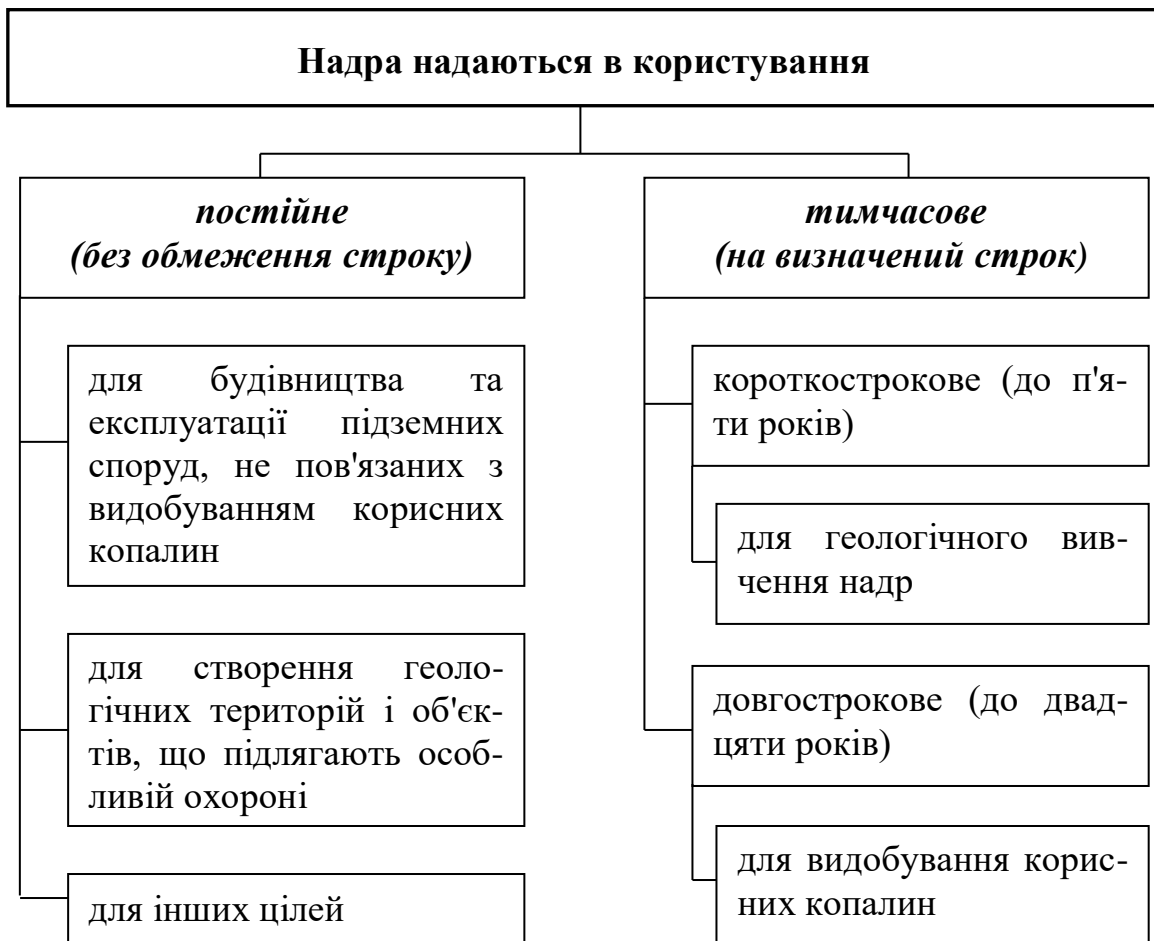 Надра надаються в користування
постійне
(без обмеження строку)
для будівництва та
експлуатації підземних
споруд, не пов'язаних з
видобуванням корисних
копалин
для створення геоло-
гічних територій і об'єк-
тів, що підлягають особ-
ливій охороні
для інших цілей
тимчасове
(на визначений строк)
короткострокове (до п'я-
ти років)
для геологічного вив-
чення надр
довгострокове (до двад-
цяти років)
для видобування корис-
них копалин